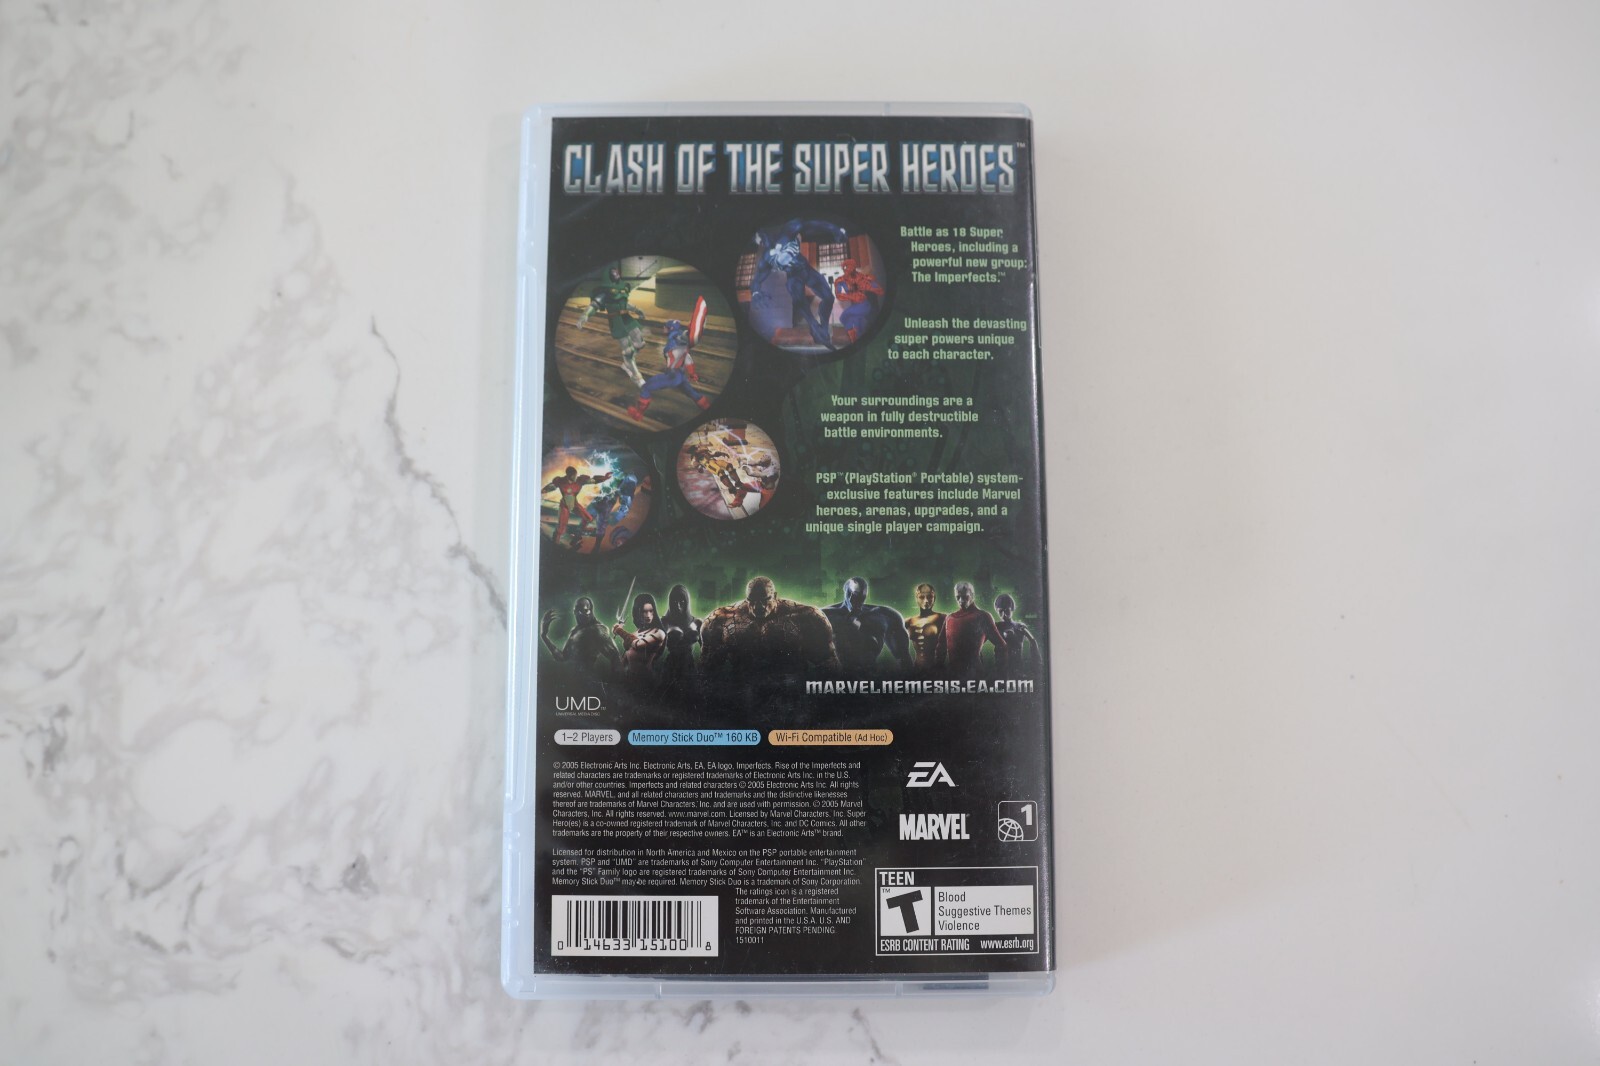 CLASH OF THE SUPER HEROES™
Battle as 18 Super
Heroes, including a
powerful new group:
The Imperfects.™
Unleash the devasting
super powers unique
to each character.
Your surroundings are a
weapon in fully destructible
battle environments.
PSP™ (PlayStation® Portable) system-
exclusive features include Marvel
heroes, arenas, upgrades, and a
unique single player campaign.
MARVELNEMESIS.EA.COM
UMD™
UNIVERSAL MEDIA DISC
1-2 Players
Memory Stick Duo™ 160 KB
Wi-Fi Compatible (Ad Hoc)
© 2005 Electronic Arts Inc. Electronic Arts, EA, EA logo, Imperfects, Rise of the Imperfects and
related characters are trademarks or registered trademarks of Electronic Arts Inc. in the U.S.
and/or other countries. Imperfects and related characters © 2005 Electronic Arts Inc. All rights
reserved. MARVEL, and all related characters and trademarks and the distinctive likenesses
thereof are trademarks of Marvel Characters, Inc. and are used with permission. © 2005 Marvel
Characters, Inc. All rights reserved. www.marvel.com. Licensed by Marvel Characters, Inc. Super
Hero(es) is a co-owned registered trademark of Marvel Characters, Inc. and DC Comics. All other
trademarks are the property of their respective owners. EA™ is an Electronic Arts™ brand.
Licensed for distribution in North America and Mexico on the PSP portable entertainment
system. PSP and "UMD" are trademarks of Sony Computer Entertainment Inc. "PlayStation"
and the "PS" Family logo are registered trademarks of Sony Computer Entertainment Inc.
Memory Stick Duo™ may be required. Memory Stick Duo is a trademark of Sony Corporation.
The ratings icon is a registered
trademark of the Entertainment
Software Association. Manufactured
and printed in the U.S.A. U.S. AND
FOREIGN PATENTS PENDING.
1510011
0 14633 15100 8
EA™
MARVEL
1
TEEN
T™
Blood
Suggestive Themes
Violence
ESRB CONTENT RATING www.esrb.org